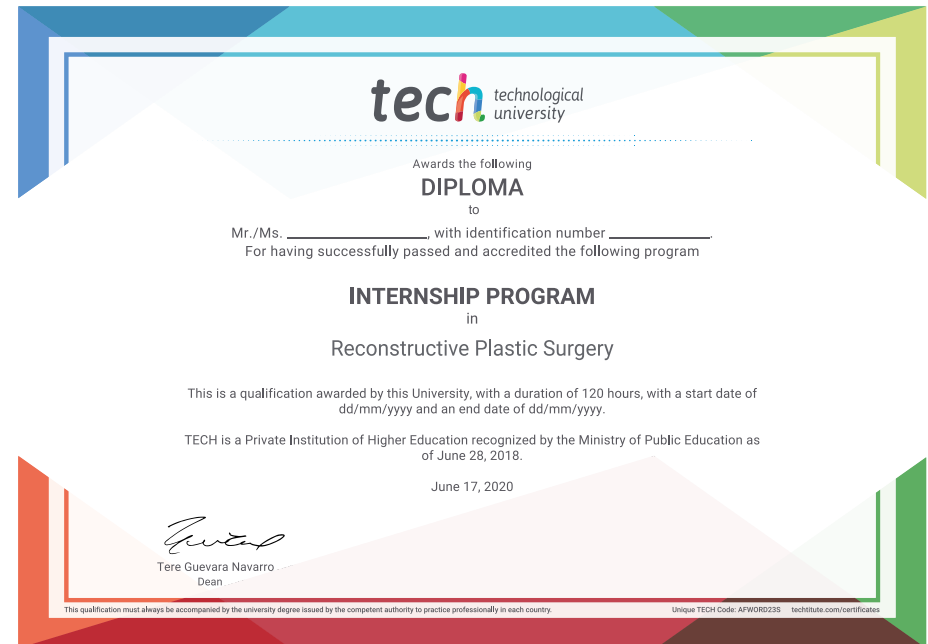 tech technological
university
Awards the following
DIPLOMA
to
Mr./Ms. ____________________, with identification number ______________.
For having successfully passed and accredited the following program
INTERNSHIP PROGRAM
in
Reconstructive Plastic Surgery
This is a qualification awarded by this University, with a duration of 120 hours, with a start date of
dd/mm/yyyy and an end date of dd/mm/yyyy.
TECH is a Private Institution of Higher Education recognized by the Ministry of Public Education as
of June 28, 2018.
June 17, 2020
Tere Guevara Navarro
Dean
This qualification must always be accompanied by the university degree issued by the competent authority to practice professionally in each country.
Unique TECH Code: AFWORD23S techtitute.com/certificates